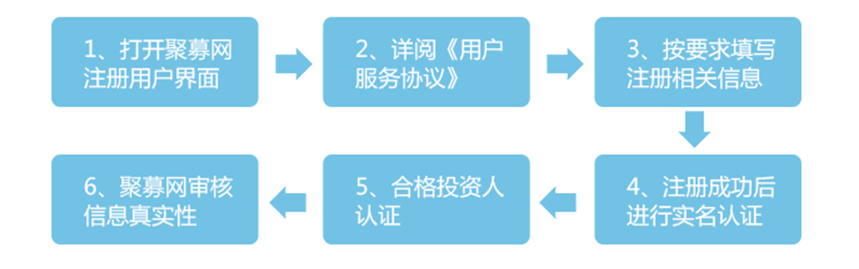 1、打开聚募网
注册用户界面
2、详阅《用户
服务协议》
3、按要求填写
注册相关信息
4、注册成功后
进行实名认证
5、合格投资人
认证
6、聚募网审核
信息真实性